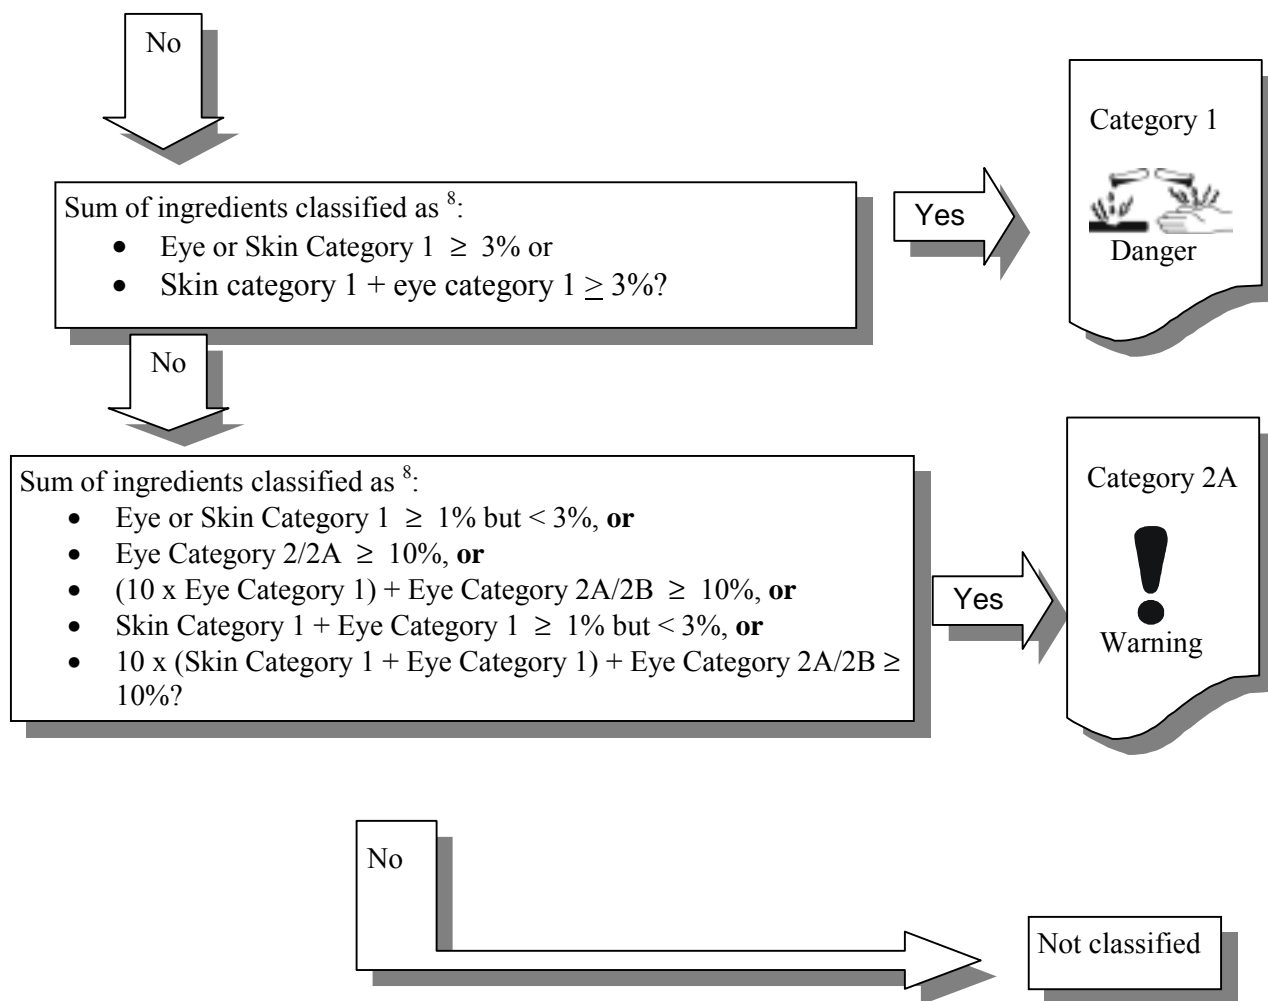 No
Category 1
Sum of ingredients classified as 8:
• Eye or Skin Category 1 ≥ 3% or
• Skin category 1 + eye category 1 ≥ 3%?
Yes
Danger
No
Sum of ingredients classified as 8:
• Eye or Skin Category 1 ≥ 1% but < 3%, or
• Eye Category 2/2A ≥ 10%, or
• (10 x Eye Category 1) + Eye Category 2A/2B ≥ 10%, or
• Skin Category 1 + Eye Category 1 ≥ 1% but < 3%, or
• 10 x (Skin Category 1 + Eye Category 1) + Eye Category 2A/2B ≥
10%?
Yes
Category 2A
Warning
No
Not classified